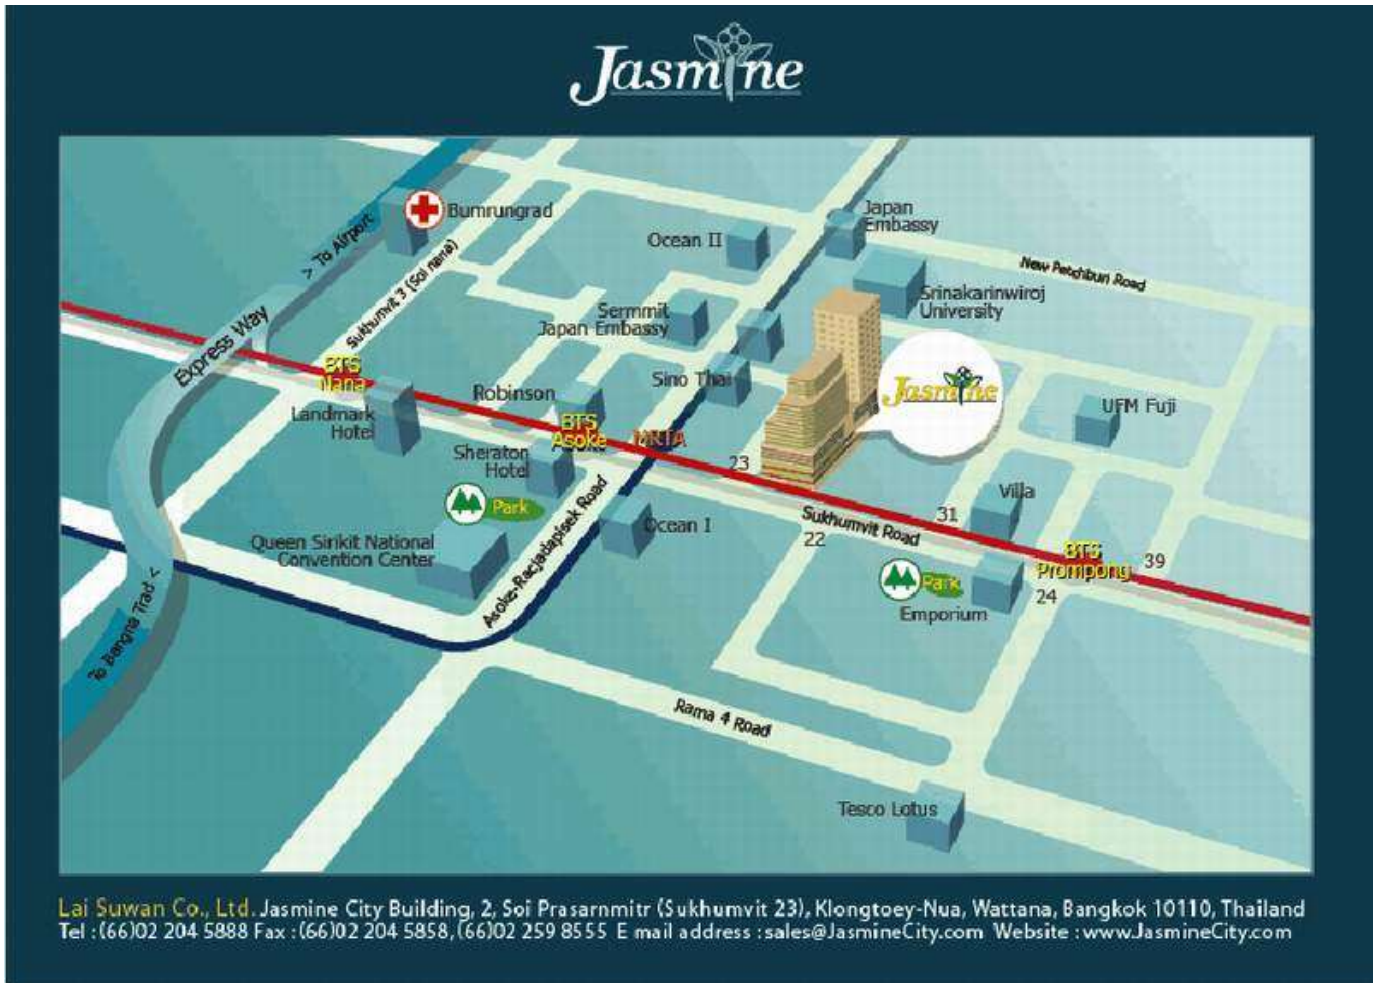 Jasmine
Bumrungrad
Japan
Embassy
> To Airport
Ocean II
New Petchburi Road
Sukhumvit 3 (Soi nana)
Srinakarinwiroj
University
Sermmit
Japan Embassy
Express Way
BTS
Nana
Sino Thai
Jasmine
Robinson
Landmark
Hotel
UFM Fuji
BTS
Asoke
MRTA
Sheraton
Hotel
23
Villa
Park
31
Sukhumvit Road
22
Ocean I
Asoke-Racjadapisek Road
Queen Sirikit National
Convention Center
BTS
Prompong
39
Park
24
Emporium
To Bangna Trad <
Rama 4 Road
Tesco Lotus
Lai Suwan Co., Ltd. Jasmine City Building, 2, Soi Prasarnmitr (Sukhumvit 23), Klongtoey-Nua, Wattana, Bangkok 10110, Thailand
Tel :(66)02 204 5888 Fax :(66)02 204 5858, (66)02 259 8555 E mail address :sales@JasmineCity.com Website :www.JasmineCity.com